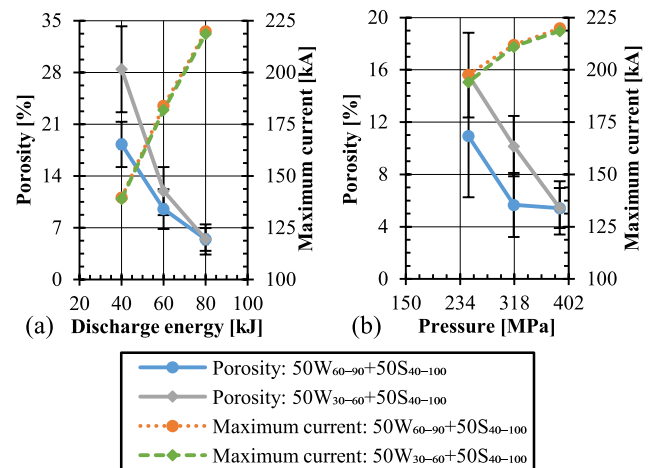 35
28
21
14
7
0
Porosity [%]
225
200
175
150
125
100
Maximum current [kA]
20 40 60 80 100
(a) Discharge energy [kJ]
20
16
12
8
4
0
Porosity [%]
225
200
175
150
125
100
Maximum current [kA]
150 234 318 402
(b) Pressure [MPa]
Porosity: 50W₆₀₋₉₀+50S₄₀₋₁₀₀
Porosity: 50W₃₀₋₆₀+50S₄₀₋₁₀₀
Maximum current: 50W₆₀₋₉₀+50S₄₀₋₁₀₀
Maximum current: 50W₃₀₋₆₀+50S₄₀₋₁₀₀